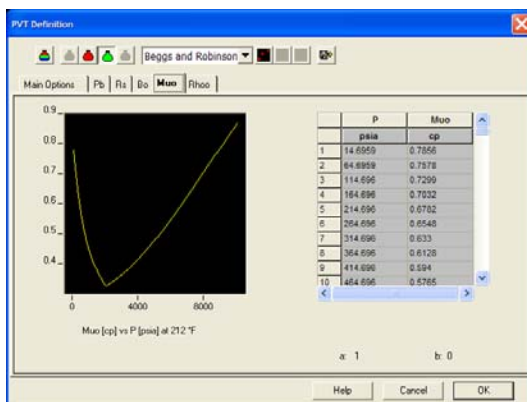 PVT Definition
Beggs and Robinson
Main Options Pb Rs Bo Muo Rhoo
0.9
0.8
0.7
0.6
0.5
0.4
0 4000 8000
Muo [cp] vs P [psia] at 212 °F
P Muo
psia cp
1 14.6959 0.7856
2 64.6959 0.7578
3 114.696 0.7299
4 164.696 0.7032
5 214.696 0.6782
6 264.696 0.6548
7 314.696 0.633
8 364.696 0.6128
9 414.696 0.594
10 464.696 0.5765
a: 1 b: 0
Help Cancel OK